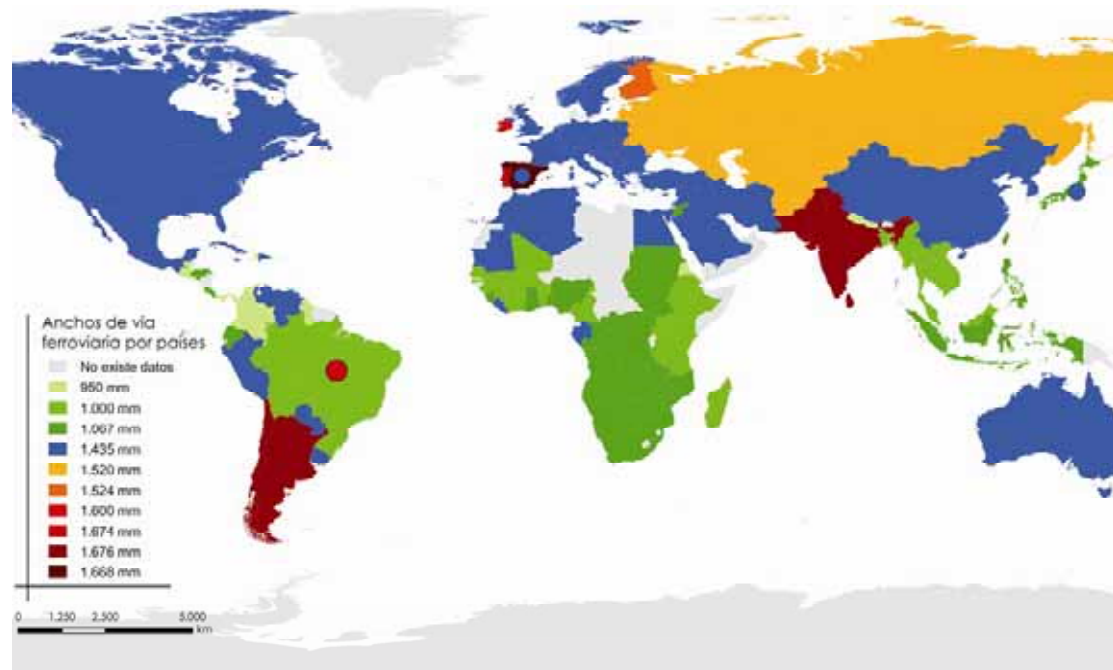 Anchos de vía
ferroviaria por países
No existe datos
950 mm
1.000 mm
1.067 mm
1.435 mm
1.520 mm
1.524 mm
1.600 mm
1.674 mm
1.676 mm
1.668 mm
0 1.250 2.500 5.000
km